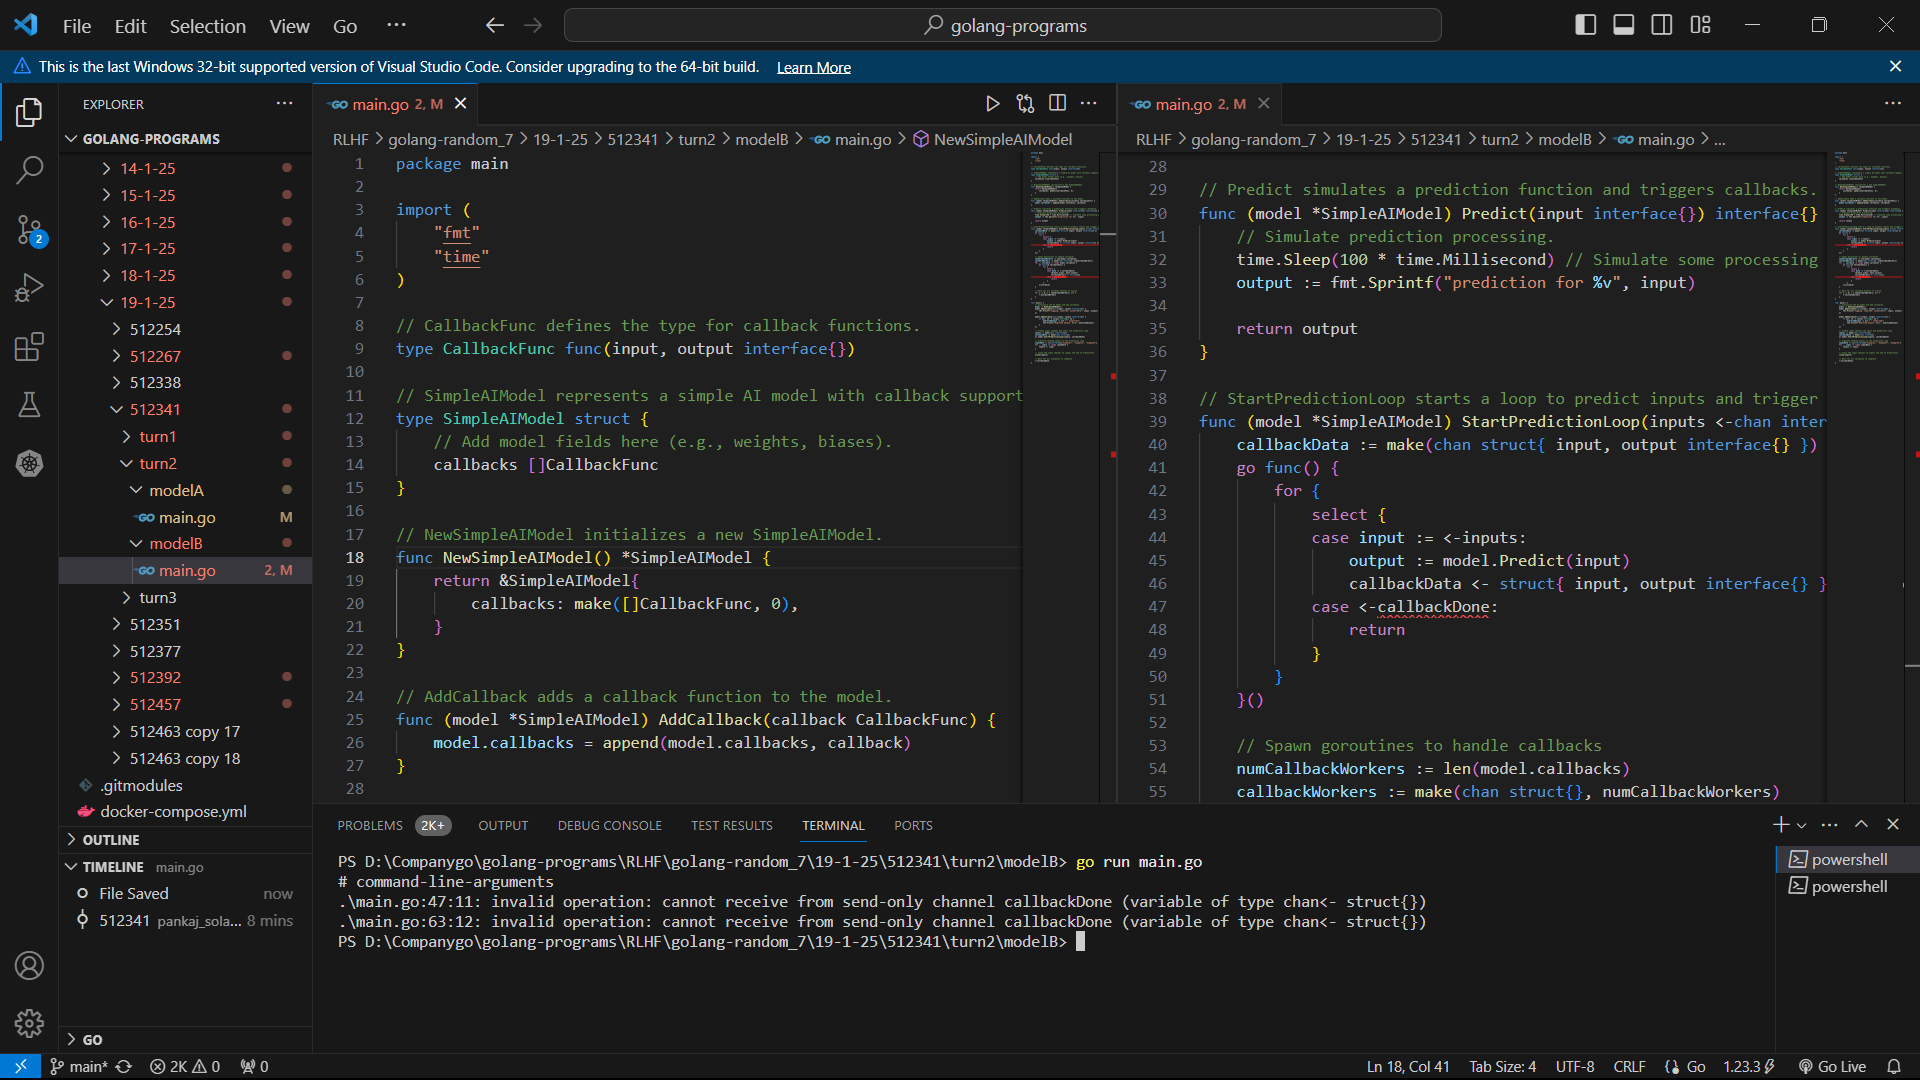 File Edit Selection View Go ··· golang-programs
This is the last Windows 32-bit supported version of Visual Studio Code. Consider upgrading to the 64-bit build. Learn More
EXPLORER
GOLANG-PROGRAMS
14-1-25
15-1-25
16-1-25
17-1-25
18-1-25
19-1-25
512254
512267
512338
512341
turn1
turn2
modelA
main.go M
modelB
main.go 2, M
turn3
512351
512377
512392
512457
512463 copy 17
512463 copy 18
.gitmodules
docker-compose.yml
OUTLINE
TIMELINE main.go
File Saved now
512341 pankaj_sola... 8 mins
GO
main.go 2, M
RLHF > golang-random_7 > 19-1-25 > 512341 > turn2 > modelB > main.go > NewSimpleAIModel
1 package main
2
3 import (
4 "fmt"
5 "time"
6 )
7
8 // CallbackFunc defines the type for callback functions.
9 type CallbackFunc func(input, output interface{})
10
11 // SimpleAIModel represents a simple AI model with callback support
12 type SimpleAIModel struct {
13 // Add model fields here (e.g., weights, biases).
14 callbacks []CallbackFunc
15 }
16
17 // NewSimpleAIModel initializes a new SimpleAIModel.
18 func NewSimpleAIModel() *SimpleAIModel {
19 return &SimpleAIModel{
20 callbacks: make([]CallbackFunc, 0),
21 }
22 }
23
24 // AddCallback adds a callback function to the model.
25 func (model *SimpleAIModel) AddCallback(callback CallbackFunc) {
26 model.callbacks = append(model.callbacks, callback)
27 }
28
main.go 2, M
RLHF > golang-random_7 > 19-1-25 > 512341 > turn2 > modelB > main.go > ...
28
29 // Predict simulates a prediction function and triggers callbacks.
30 func (model *SimpleAIModel) Predict(input interface{}) interface{}
31 // Simulate prediction processing.
32 time.Sleep(100 * time.Millisecond) // Simulate some processing
33 output := fmt.Sprintf("prediction for %v", input)
34
35 return output
36 }
37
38 // StartPredictionLoop starts a loop to predict inputs and trigger
39 func (model *SimpleAIModel) StartPredictionLoop(inputs <-chan inter
40 callbackData := make(chan struct{ input, output interface{} })
41 go func() {
42 for {
43 select {
44 case input := <-inputs:
45 output := model.Predict(input)
46 callbackData <- struct{ input, output interface{} }
47 case <-callbackDone:
48 return
49 }
50 }
51 }()
52
53 // Spawn goroutines to handle callbacks
54 numCallbackWorkers := len(model.callbacks)
55 callbackWorkers := make(chan struct{}, numCallbackWorkers)
PROBLEMS 2K+ OUTPUT DEBUG CONSOLE TEST RESULTS TERMINAL PORTS
PS D:\Companygo\golang-programs\RLHF\golang-random_7\19-1-25\512341\turn2\modelB> go run main.go
# command-line-arguments
.\main.go:47:11: invalid operation: cannot receive from send-only channel callbackDone (variable of type chan<- struct{})
.\main.go:63:12: invalid operation: cannot receive from send-only channel callbackDone (variable of type chan<- struct{})
PS D:\Companygo\golang-programs\RLHF\golang-random_7\19-1-25\512341\turn2\modelB>
powershell
powershell
main* 2K 0 0 Ln 18, Col 41 Tab Size: 4 UTF-8 CRLF Go 1.23.3 Go Live